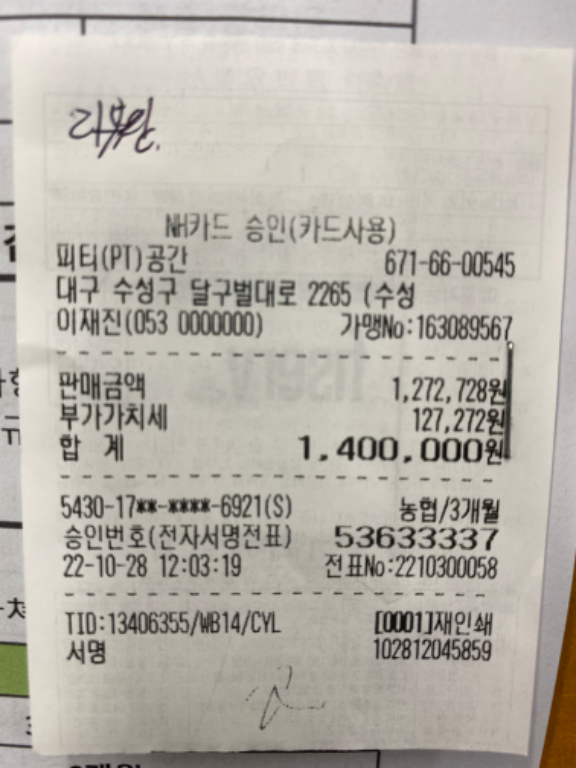 NH카드 승인(카드사용)
피티(PT)공간 671-66-00545
대구 수성구 달구벌대로 2265 (수성
이재진(053 0000000) 가맹No:163089567
판매금액 1,272,728원
부가가치세 127,272원
합 계 1,400,000원
5430-17**-****-6921(S) 농협/3개월
승인번호(전자서명전표) 53633337
22-10-28 12:03:19 전표No:2210300058
TID:13406355/WB14/CYL [0001]재인쇄
서명 102812045859